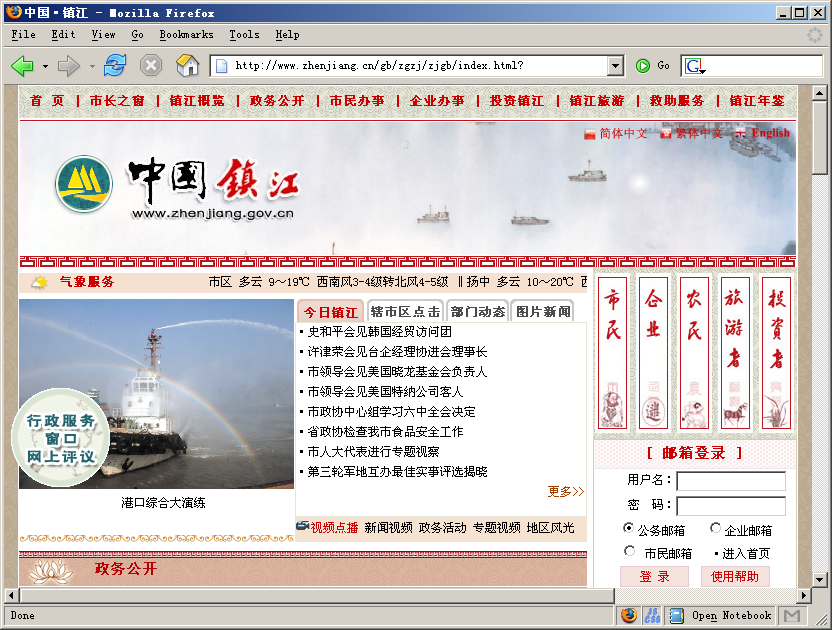 中国·镇江 - Mozilla Firefox
File Edit View Go Bookmarks Tools Help
http://www.zhenjiang.cn/gb/zgzj/zjgb/index.html? Go
首 页 | 市长之窗 | 镇江概览 | 政务公开 | 市民办事 | 企业办事 | 投资镇江 | 镇江旅游 | 救助服务 | 镇江年鉴
简体中文 繁体中文 English
中国 镇江
www.zhenjiang.gov.cn
气象服务 市区 多云 9～19℃ 西南风3-4级转北风4-5级 ‖扬中 多云 10～20℃ 西
市民 企业 农民 旅游者 投資者
今日镇江 辖市区点击 部门动态 图片新闻
·史和平会见韩国经贸访问团
·许津荣会见台企经理协进会理事长
·市领导会见美国晓龙基金会负责人
·市领导会见美国特纳公司客人
·市政协中心组学习六中全会决定
·省政协检查我市食品安全工作
·市人大代表进行专题视察
·第三轮军地互办最佳实事评选揭晓
更多>>
行政服务
窗口
网上评议
港口综合大演练
视频点播 新闻视频 政务活动 专题视频 地区风光
[ 邮箱登录 ]
用户名：
密 码：
公务邮箱 企业邮箱
市民邮箱 ·进入首页
登 录 使用帮助
政务公开
Done Open Notebook